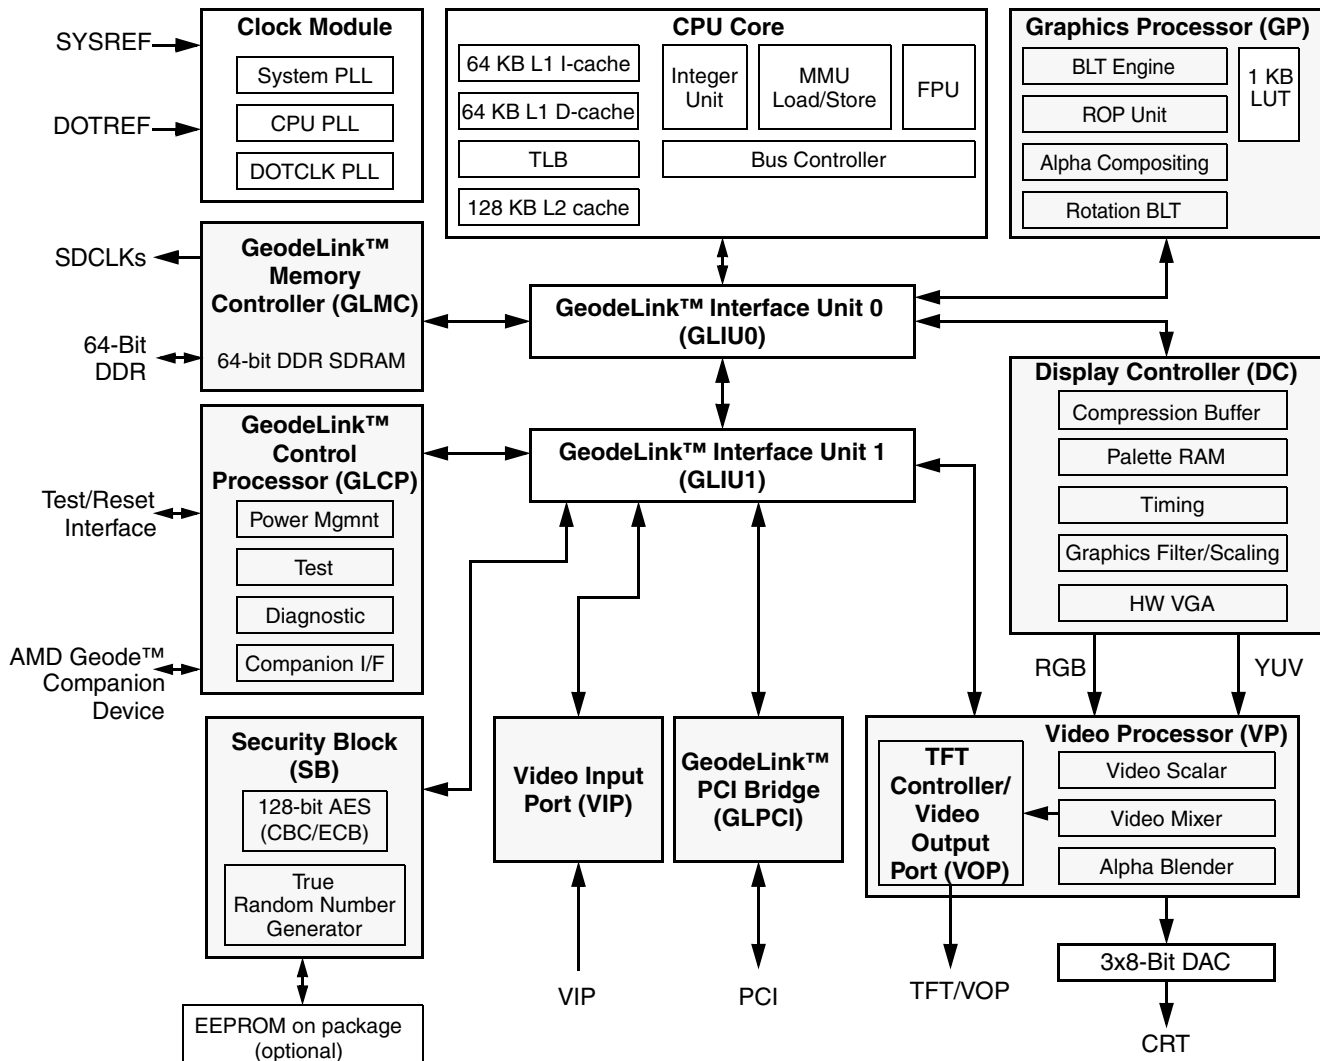 SYSREF
DOTREF
Clock Module
System PLL
CPU PLL
DOTCLK PLL
CPU Core
64 KB L1 I-cache
64 KB L1 D-cache
TLB
128 KB L2 cache
Integer
Unit
MMU
Load/Store
FPU
Bus Controller
Graphics Processor (GP)
BLT Engine
ROP Unit
Alpha Compositing
Rotation BLT
1 KB
LUT
SDCLKs
64-Bit
DDR
GeodeLink™
Memory
Controller (GLMC)
64-bit DDR SDRAM
GeodeLink™ Interface Unit 0
(GLIU0)
GeodeLink™ Interface Unit 1
(GLIU1)
Display Controller (DC)
Compression Buffer
Palette RAM
Timing
Graphics Filter/Scaling
HW VGA
Test/Reset
Interface
AMD Geode™
Companion
Device
GeodeLink™
Control
Processor (GLCP)
Power Mgmnt
Test
Diagnostic
Companion I/F
RGB
YUV
Security Block
(SB)
128-bit AES
(CBC/ECB)
True
Random Number
Generator
EEPROM on package
(optional)
Video Input
Port (VIP)
VIP
GeodeLink™
PCI Bridge
(GLPCI)
PCI
Video Processor (VP)
TFT
Controller/
Video
Output
Port (VOP)
Video Scalar
Video Mixer
Alpha Blender
TFT/VOP
3x8-Bit DAC
CRT